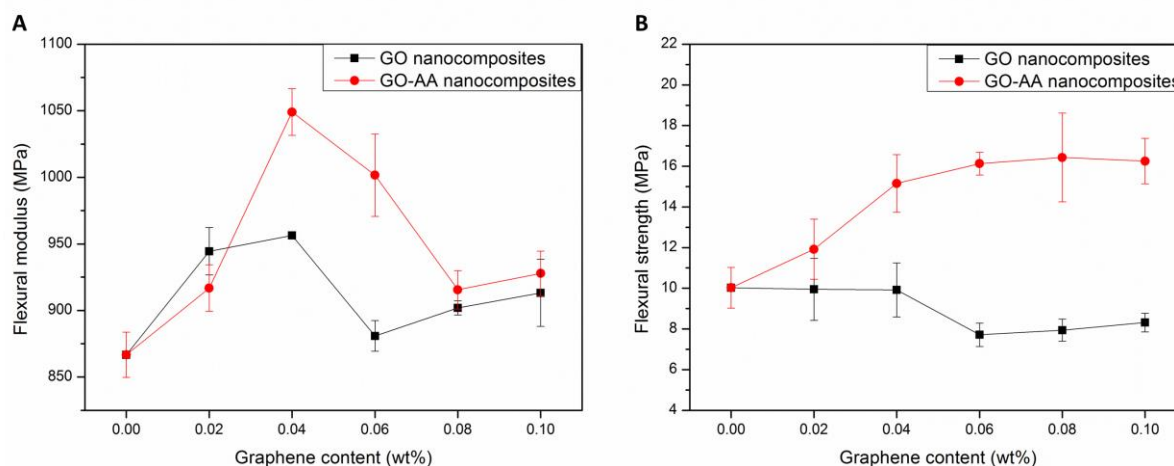 A
GO nanocomposites
GO-AA nanocomposites
1100
1050
1000
950
900
850
Flexural modulus (MPa)
0.00 0.02 0.04 0.06 0.08 0.10
Graphene content (wt%)
B
GO nanocomposites
GO-AA nanocomposites
22
20
18
16
14
12
10
8
6
4
Flexural strength (MPa)
0.00 0.02 0.04 0.06 0.08 0.10
Graphene content (wt%)